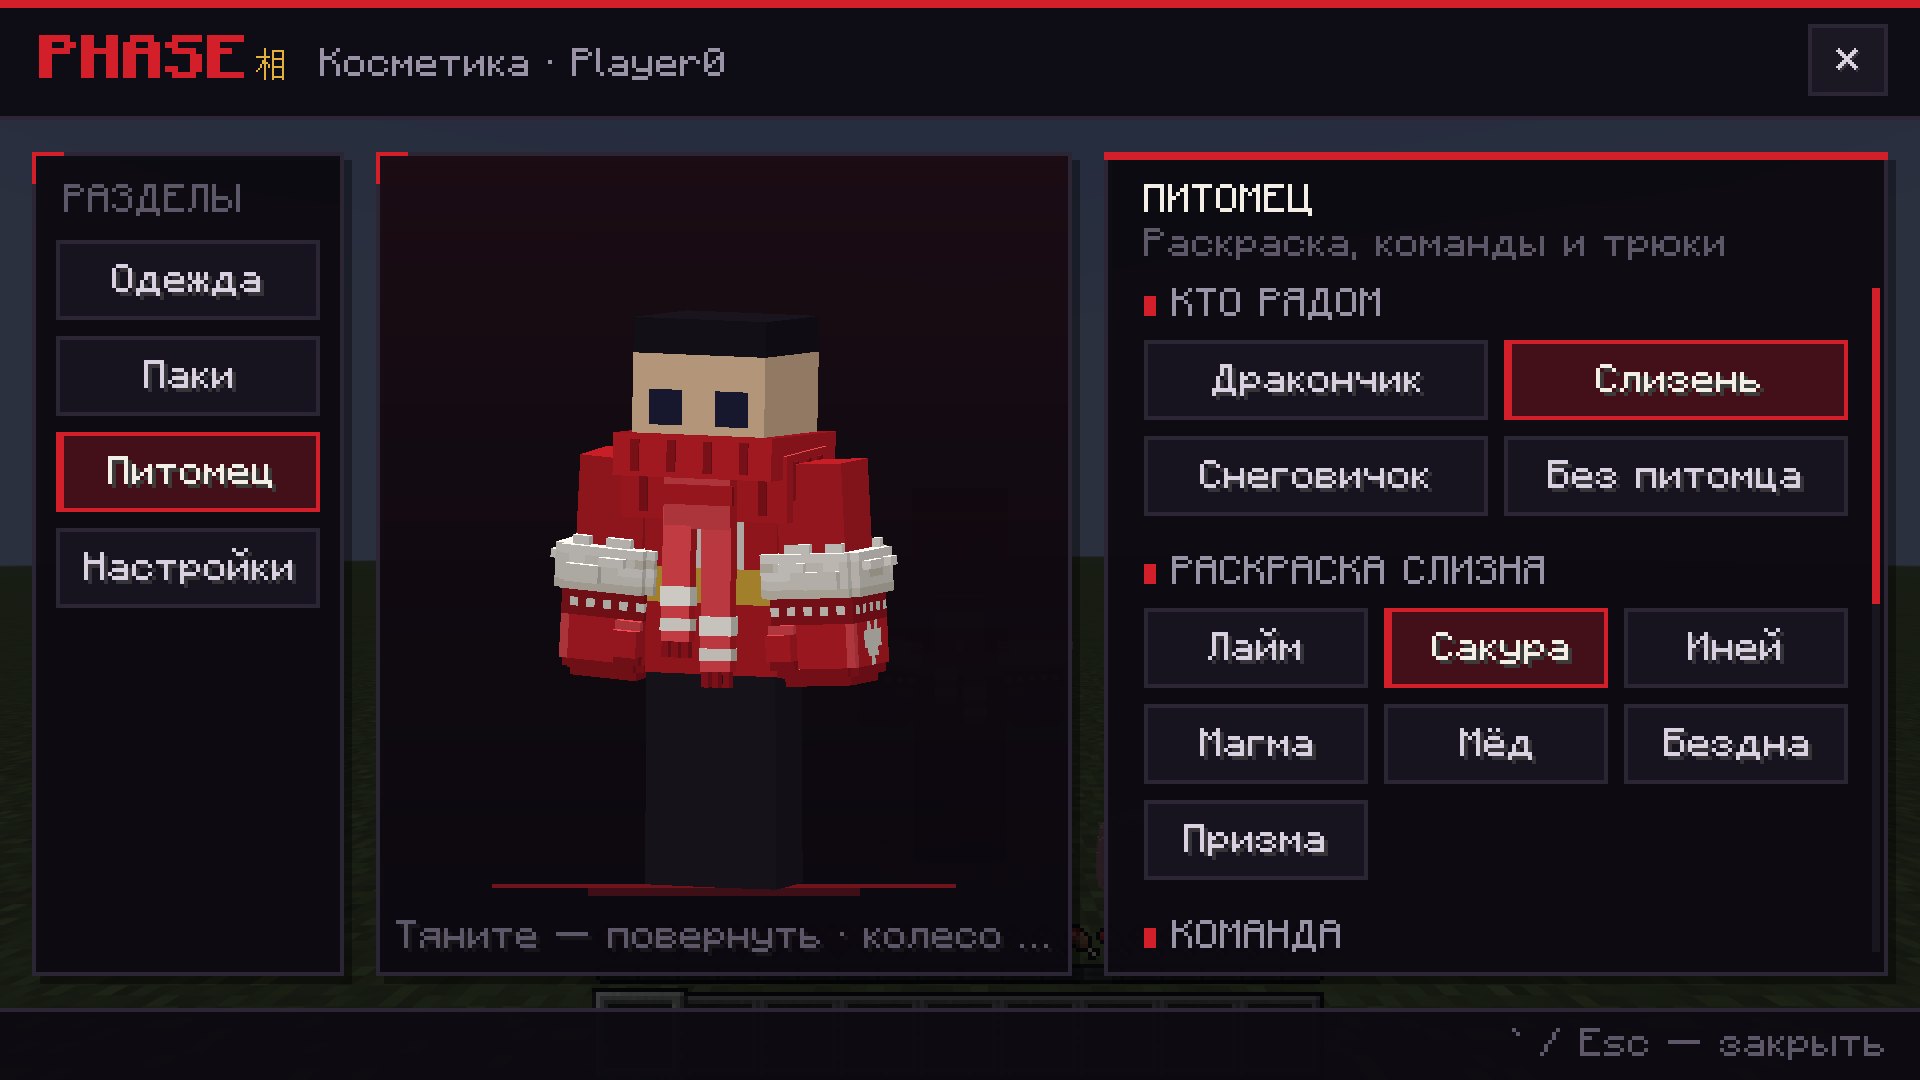 PHASE 相 Косметика · Player0
×
РАЗДЕЛЫ
Одежда
Паки
Питомец
Настройки
Тяните — повернуть · колесо ...
ПИТОМЕЦ
Раскраска, команды и трюки
КТО РЯДОМ
Дракончик
Слизень
Снеговичок
Без питомца
РАСКРАСКА СЛИЗНЯ
Лайм
Сакура
Иней
Магма
Мёд
Бездна
Призма
КОМАНДА
` / Esc — закрыть